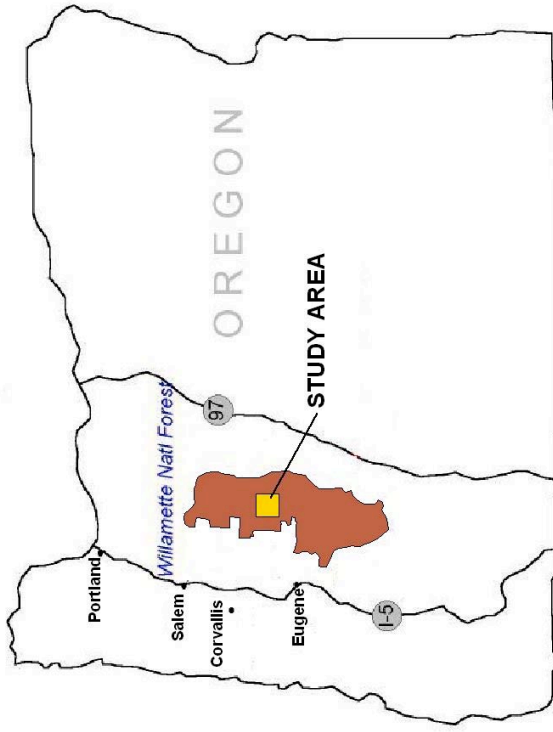 Portland
Willamette Natl Forest
Salem
Corvallis
97
OREGON
Eugene
STUDY AREA
I-5